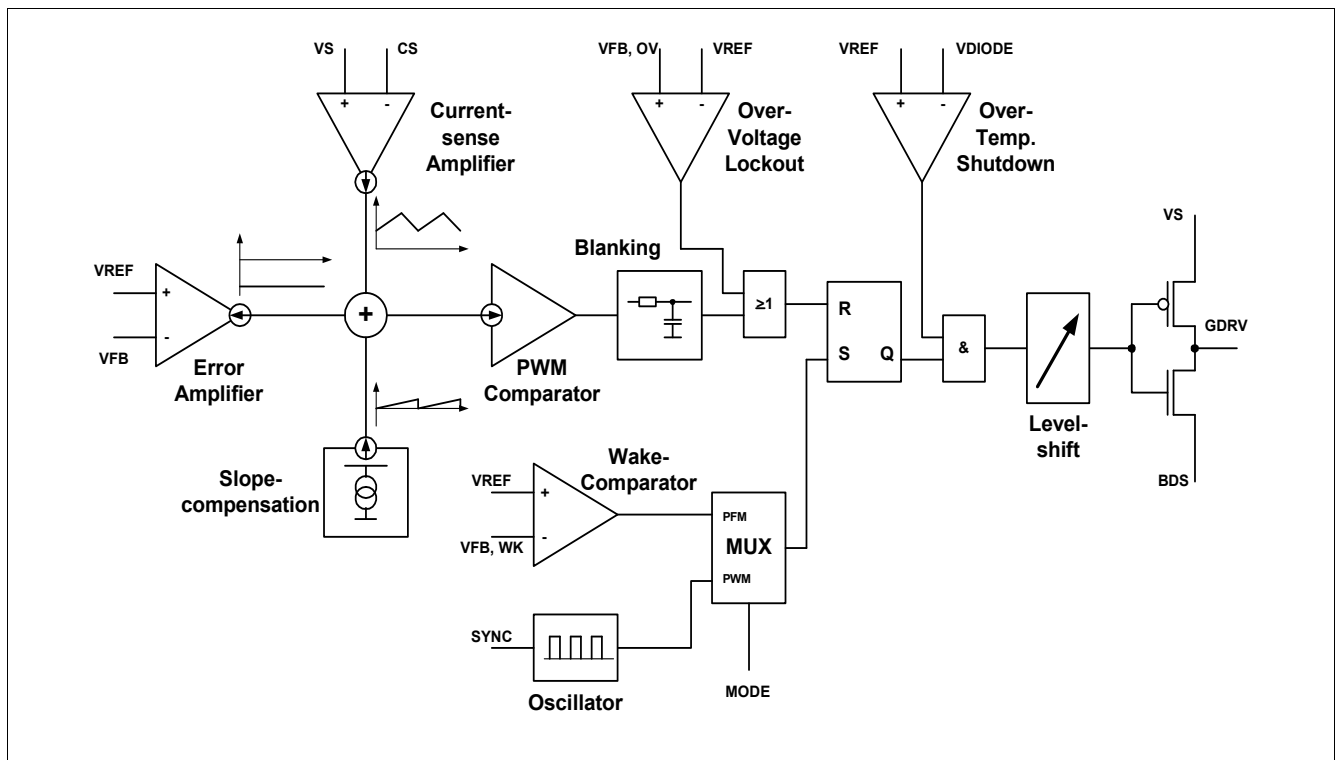 VS
CS
+ -
Current-
sense
Amplifier
VFB, OV
VREF
+ -
Over-
Voltage
Lockout
VREF
VDIODE
+ -
Over-
Temp.
Shutdown
VREF
+
-
VFB
Error
Amplifier
+
PWM
Comparator
Blanking
≥1
R
S Q
&
Level-
shift
VS
GDRV
BDS
Slope-
compensation
Wake-
Comparator
VREF
+
-
VFB, WK
PFM
MUX
PWM
SYNC
Oscillator
MODE